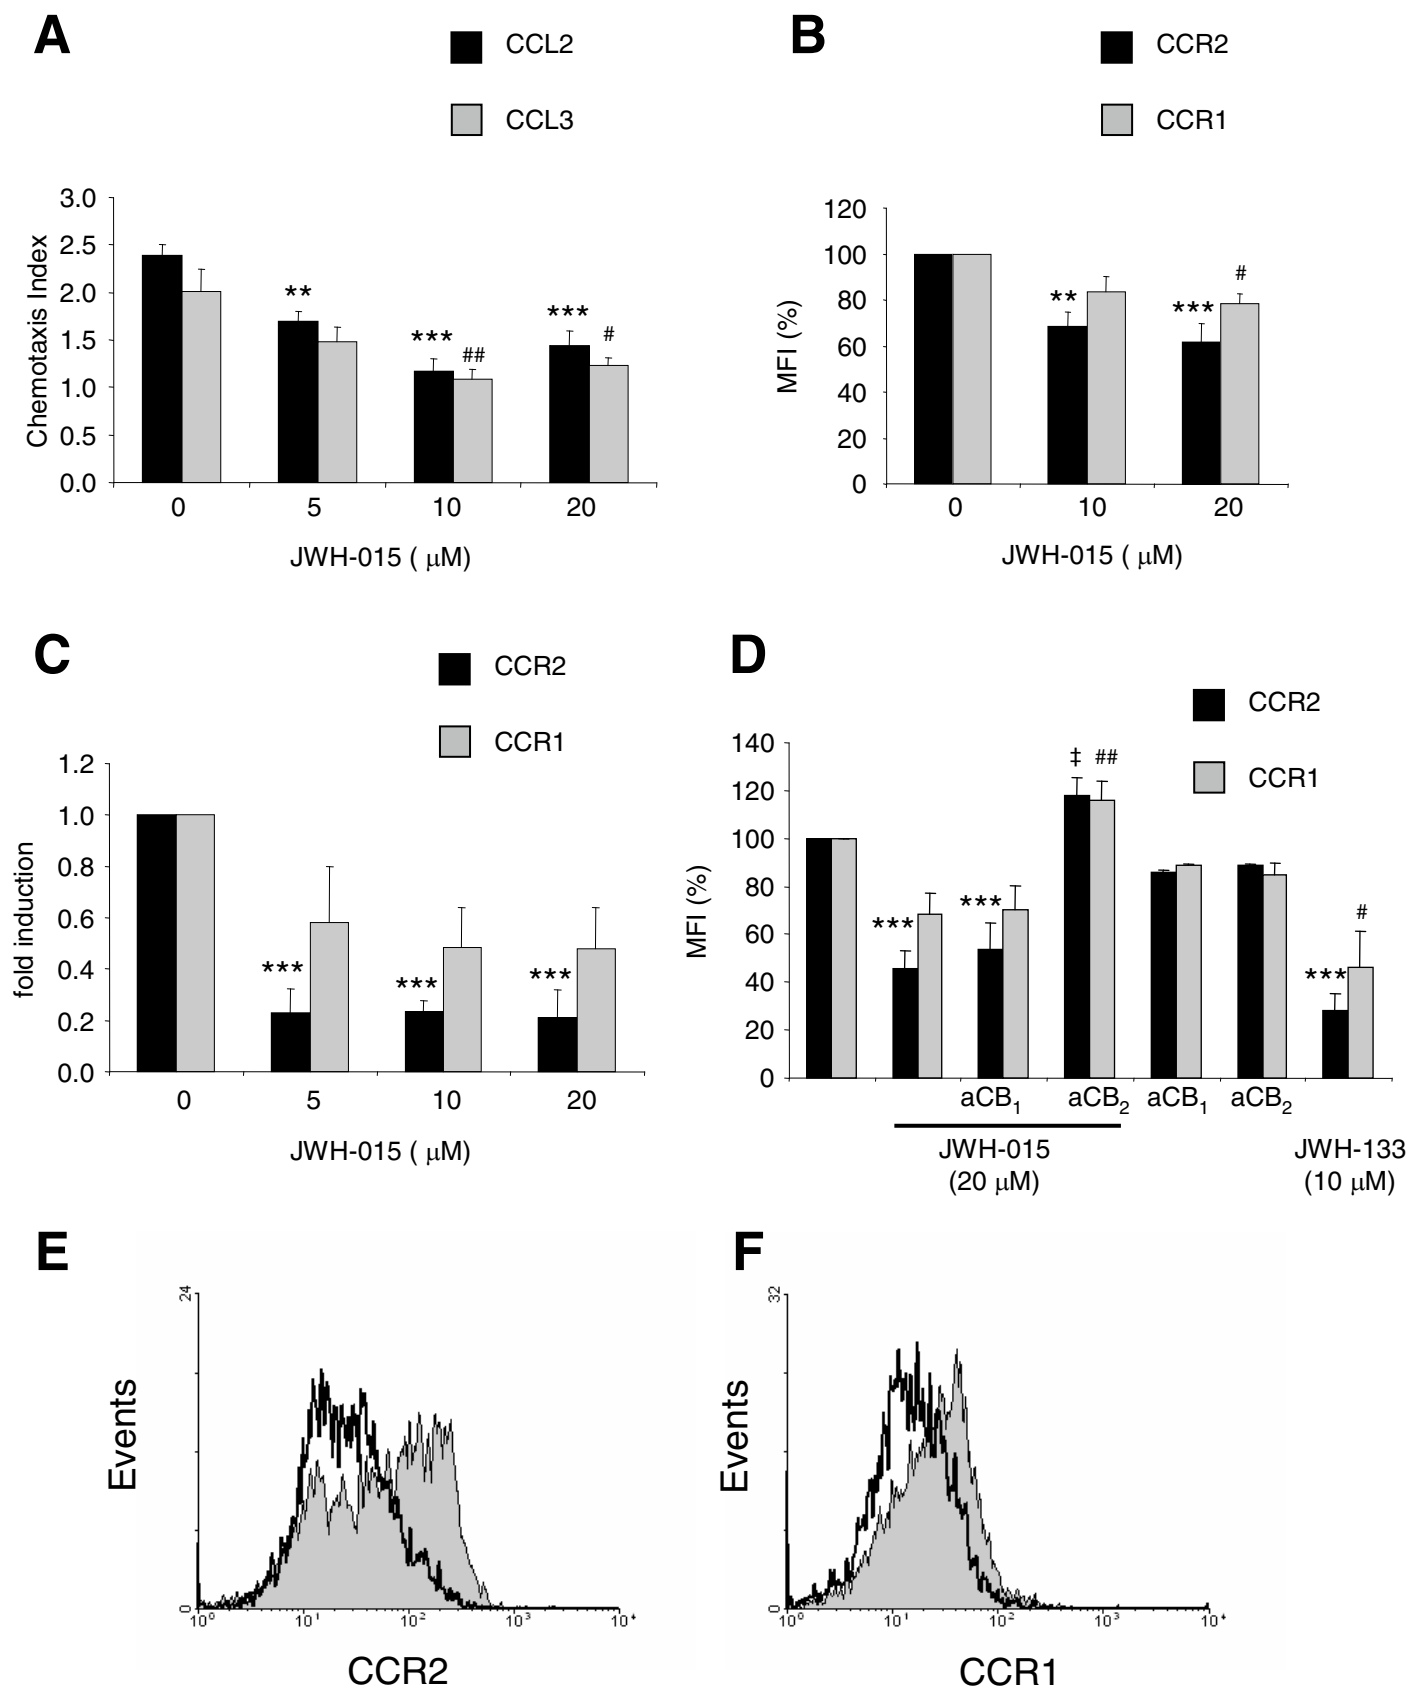 A
CCL2
CCL3
3.0
2.5
2.0
1.5
1.0
0.5
0.0
Chemotaxis Index
**
***
##
***
#
0 5 10 20
JWH-015 ( µM)
B
CCR2
CCR1
120
100
80
60
40
20
0
MFI (%)
**
***
#
0 10 20
JWH-015 ( µM)
C
CCR2
CCR1
1.2
1.0
0.8
0.6
0.4
0.2
0.0
fold induction
***
***
***
0 5 10 20
JWH-015 ( µM)
D
CCR2
CCR1
140
120
100
80
60
40
20
0
MFI (%)
***
***
‡ ##
***
#
aCB₁ aCB₂ aCB₁ aCB₂
JWH-015
(20 µM)
JWH-133
(10 µM)
E
24
0
Events
10⁰ 10¹ 10² 10³ 10⁴
CCR2
F
32
0
Events
10⁰ 10¹ 10² 10³ 10⁴
CCR1